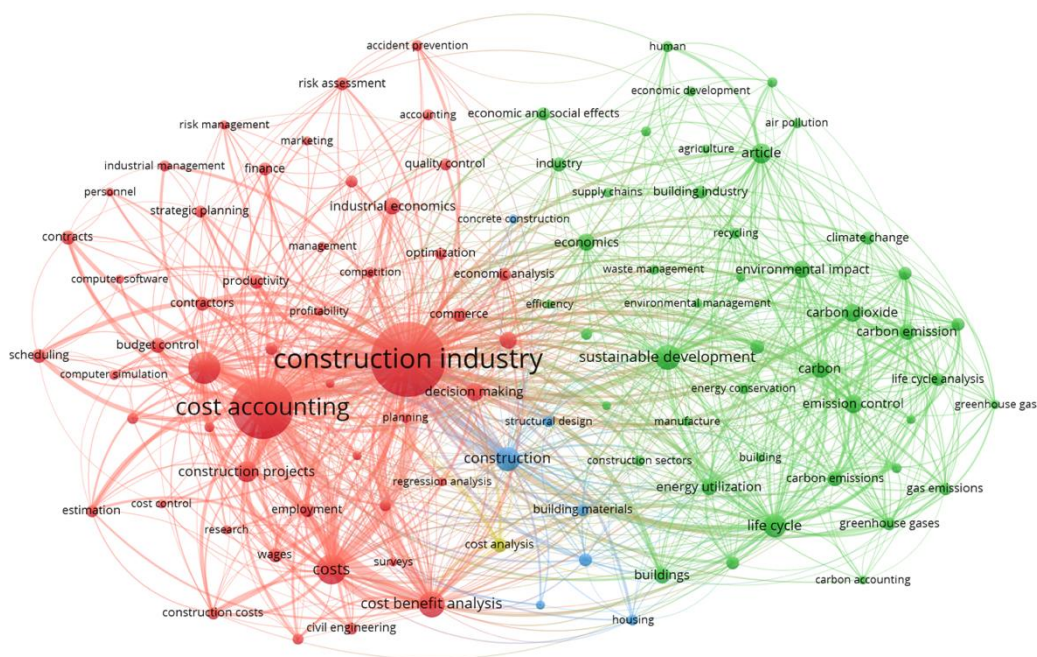 accident prevention
human
risk assessment
economic development
accounting
economic and social effects
air pollution
risk management
marketing
agriculture
article
industrial management
finance
quality control
industry
personnel
supply chains
building industry
strategic planning
industrial economics
concrete construction
contracts
management
optimization
economics
recycling
climate change
computer software
productivity
competition
economic analysis
waste management
environmental impact
contractors
profitability
commerce
efficiency
environmental management
carbon dioxide
carbon emission
budget control
scheduling
construction industry
sustainable development
computer simulation
carbon
life cycle analysis
decision making
energy conservation
cost accounting
emission control
greenhouse gas
planning
structural design
manufacture
construction
construction projects
construction sectors
building
regression analysis
energy utilization
carbon emissions
gas emissions
estimation
cost control
employment
building materials
research
life cycle
greenhouse gases
cost analysis
wages
surveys
costs
buildings
carbon accounting
construction costs
cost benefit analysis
civil engineering
housing